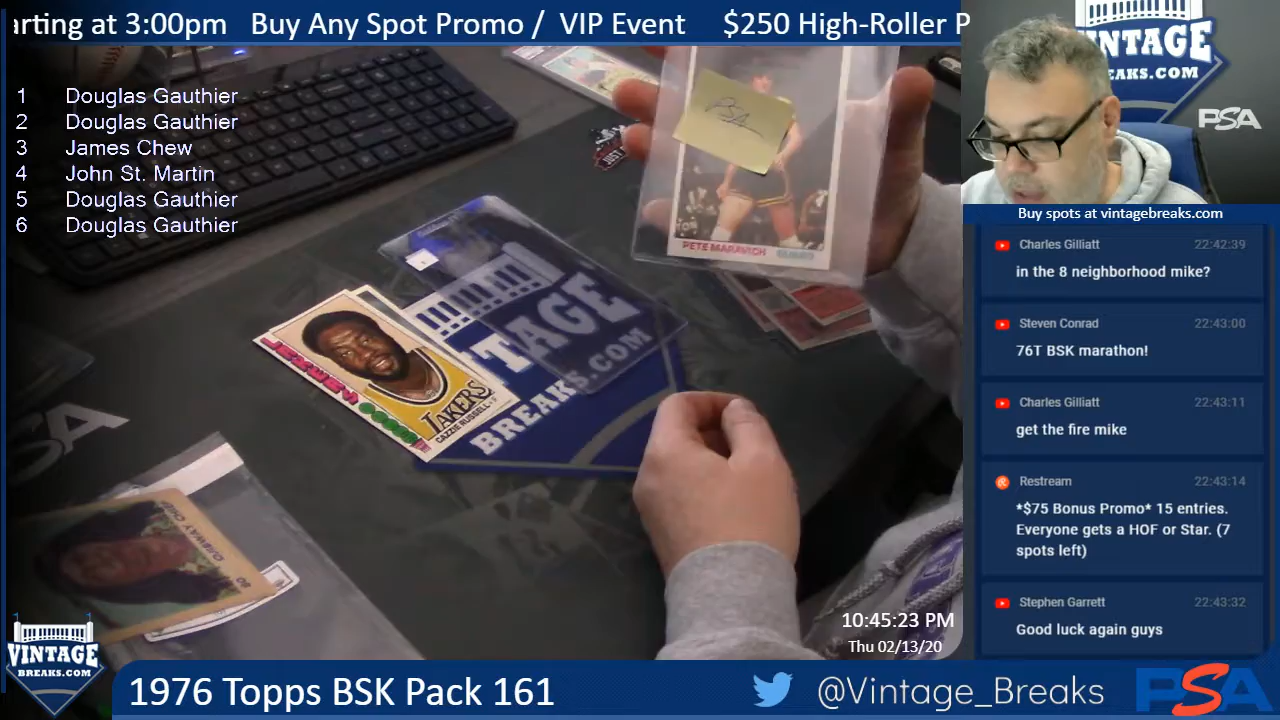 arting at 3:00pm Buy Any Spot Promo / VIP Event $250 High-Roller P
1 Douglas Gauthier
2 Douglas Gauthier
3 James Chew
4 John St. Martin
5 Douglas Gauthier
6 Douglas Gauthier
PSA
PETE MARAVICH
LAKERS
CAZZIE RUSSELL
TAGE
BREAKS.COM
PSA
VINTAGE
BREAKS.COM
PSA
Buy spots at vintagebreaks.com
Charles Gilliatt 22:42:39
in the 8 neighborhood mike?
Steven Conrad 22:43:00
76T BSK marathon!
Charles Gilliatt 22:43:11
get the fire mike
Restream 22:43:14
*$75 Bonus Promo* 15 entries.
Everyone gets a HOF or Star. (7
spots left)
Stephen Garrett 22:43:32
Good luck again guys
10:45:23 PM
Thu 02/13/20
VINTAGE
BREAKS.COM
1976 Topps BSK Pack 161
@Vintage_Breaks
PSA